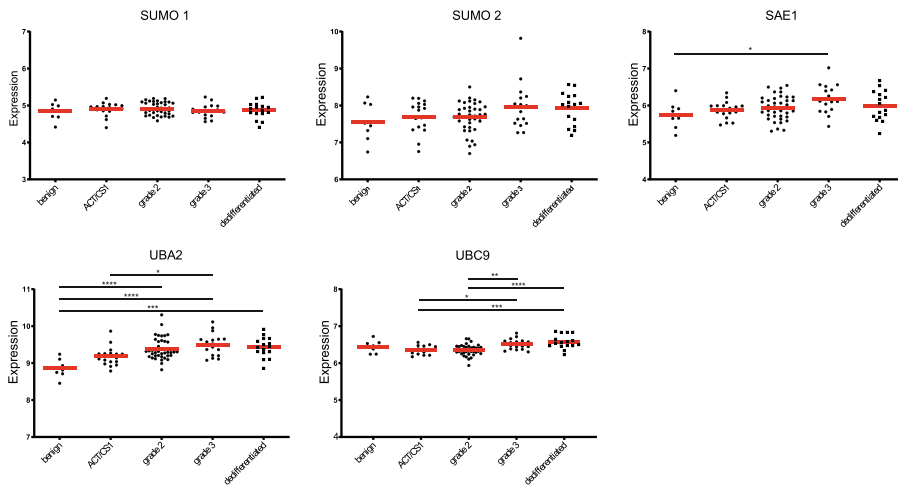 SUMO 1
SUMO 2
SAE1
7
6
5
4
3
Expression
benign
ACT/CS1
grade 2
grade 3
dedifferentiated
10
9
8
7
6
5
Expression
benign
ACT/CS1
grade 2
grade 3
dedifferentiated
8
7
6
5
4
Expression
*
benign
ACT/CS1
grade 2
grade 3
dedifferentiated
UBA2
UBC9
11
10
9
8
7
Expression
*
****
****
***
benign
ACT/CS1
grade 2
grade 3
dedifferentiated
8
7
6
5
4
Expression
**
****
*
***
benign
ACT/CS1
grade 2
grade 3
dedifferentiated